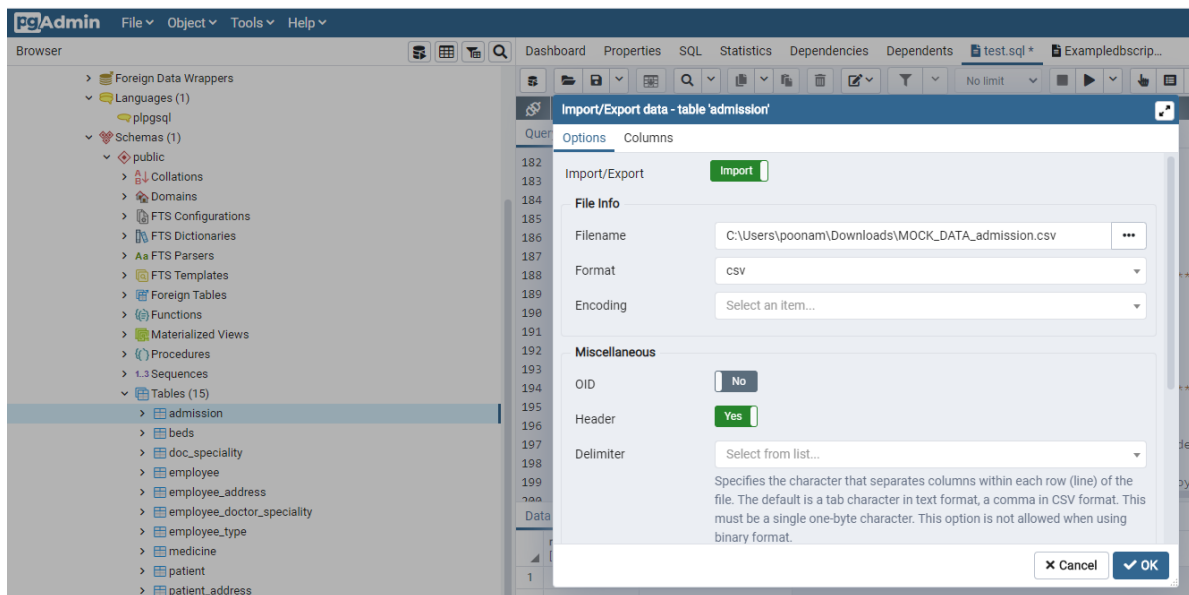 pgAdmin File Object Tools Help
Browser
Dashboard Properties SQL Statistics Dependencies Dependents test.sql * Exampledbscrip...
Foreign Data Wrappers
Languages (1)
plpgsql
Schemas (1)
public
Collations
Domains
FTS Configurations
FTS Dictionaries
Aa FTS Parsers
FTS Templates
Foreign Tables
Functions
Materialized Views
Procedures
1..3 Sequences
Tables (15)
admission
beds
doc_speciality
employee
employee_address
employee_doctor_speciality
employee_type
medicine
patient
patient_address
No limit
Quer
182
183
184
185
186
187
188
189
190
191
192
193
194
195
196
197
198
199
200
Data
1
Import/Export data - table 'admission'
Options Columns
Import/Export Import
File Info
Filename C:\Users\poonam\Downloads\MOCK_DATA_admission.csv
Format csv
Encoding Select an item...
Miscellaneous
OID No
Header Yes
Delimiter Select from list...
Specifies the character that separates columns within each row (line) of the
file. The default is a tab character in text format, a comma in CSV format. This
must be a single one-byte character. This option is not allowed when using
binary format.
Cancel OK